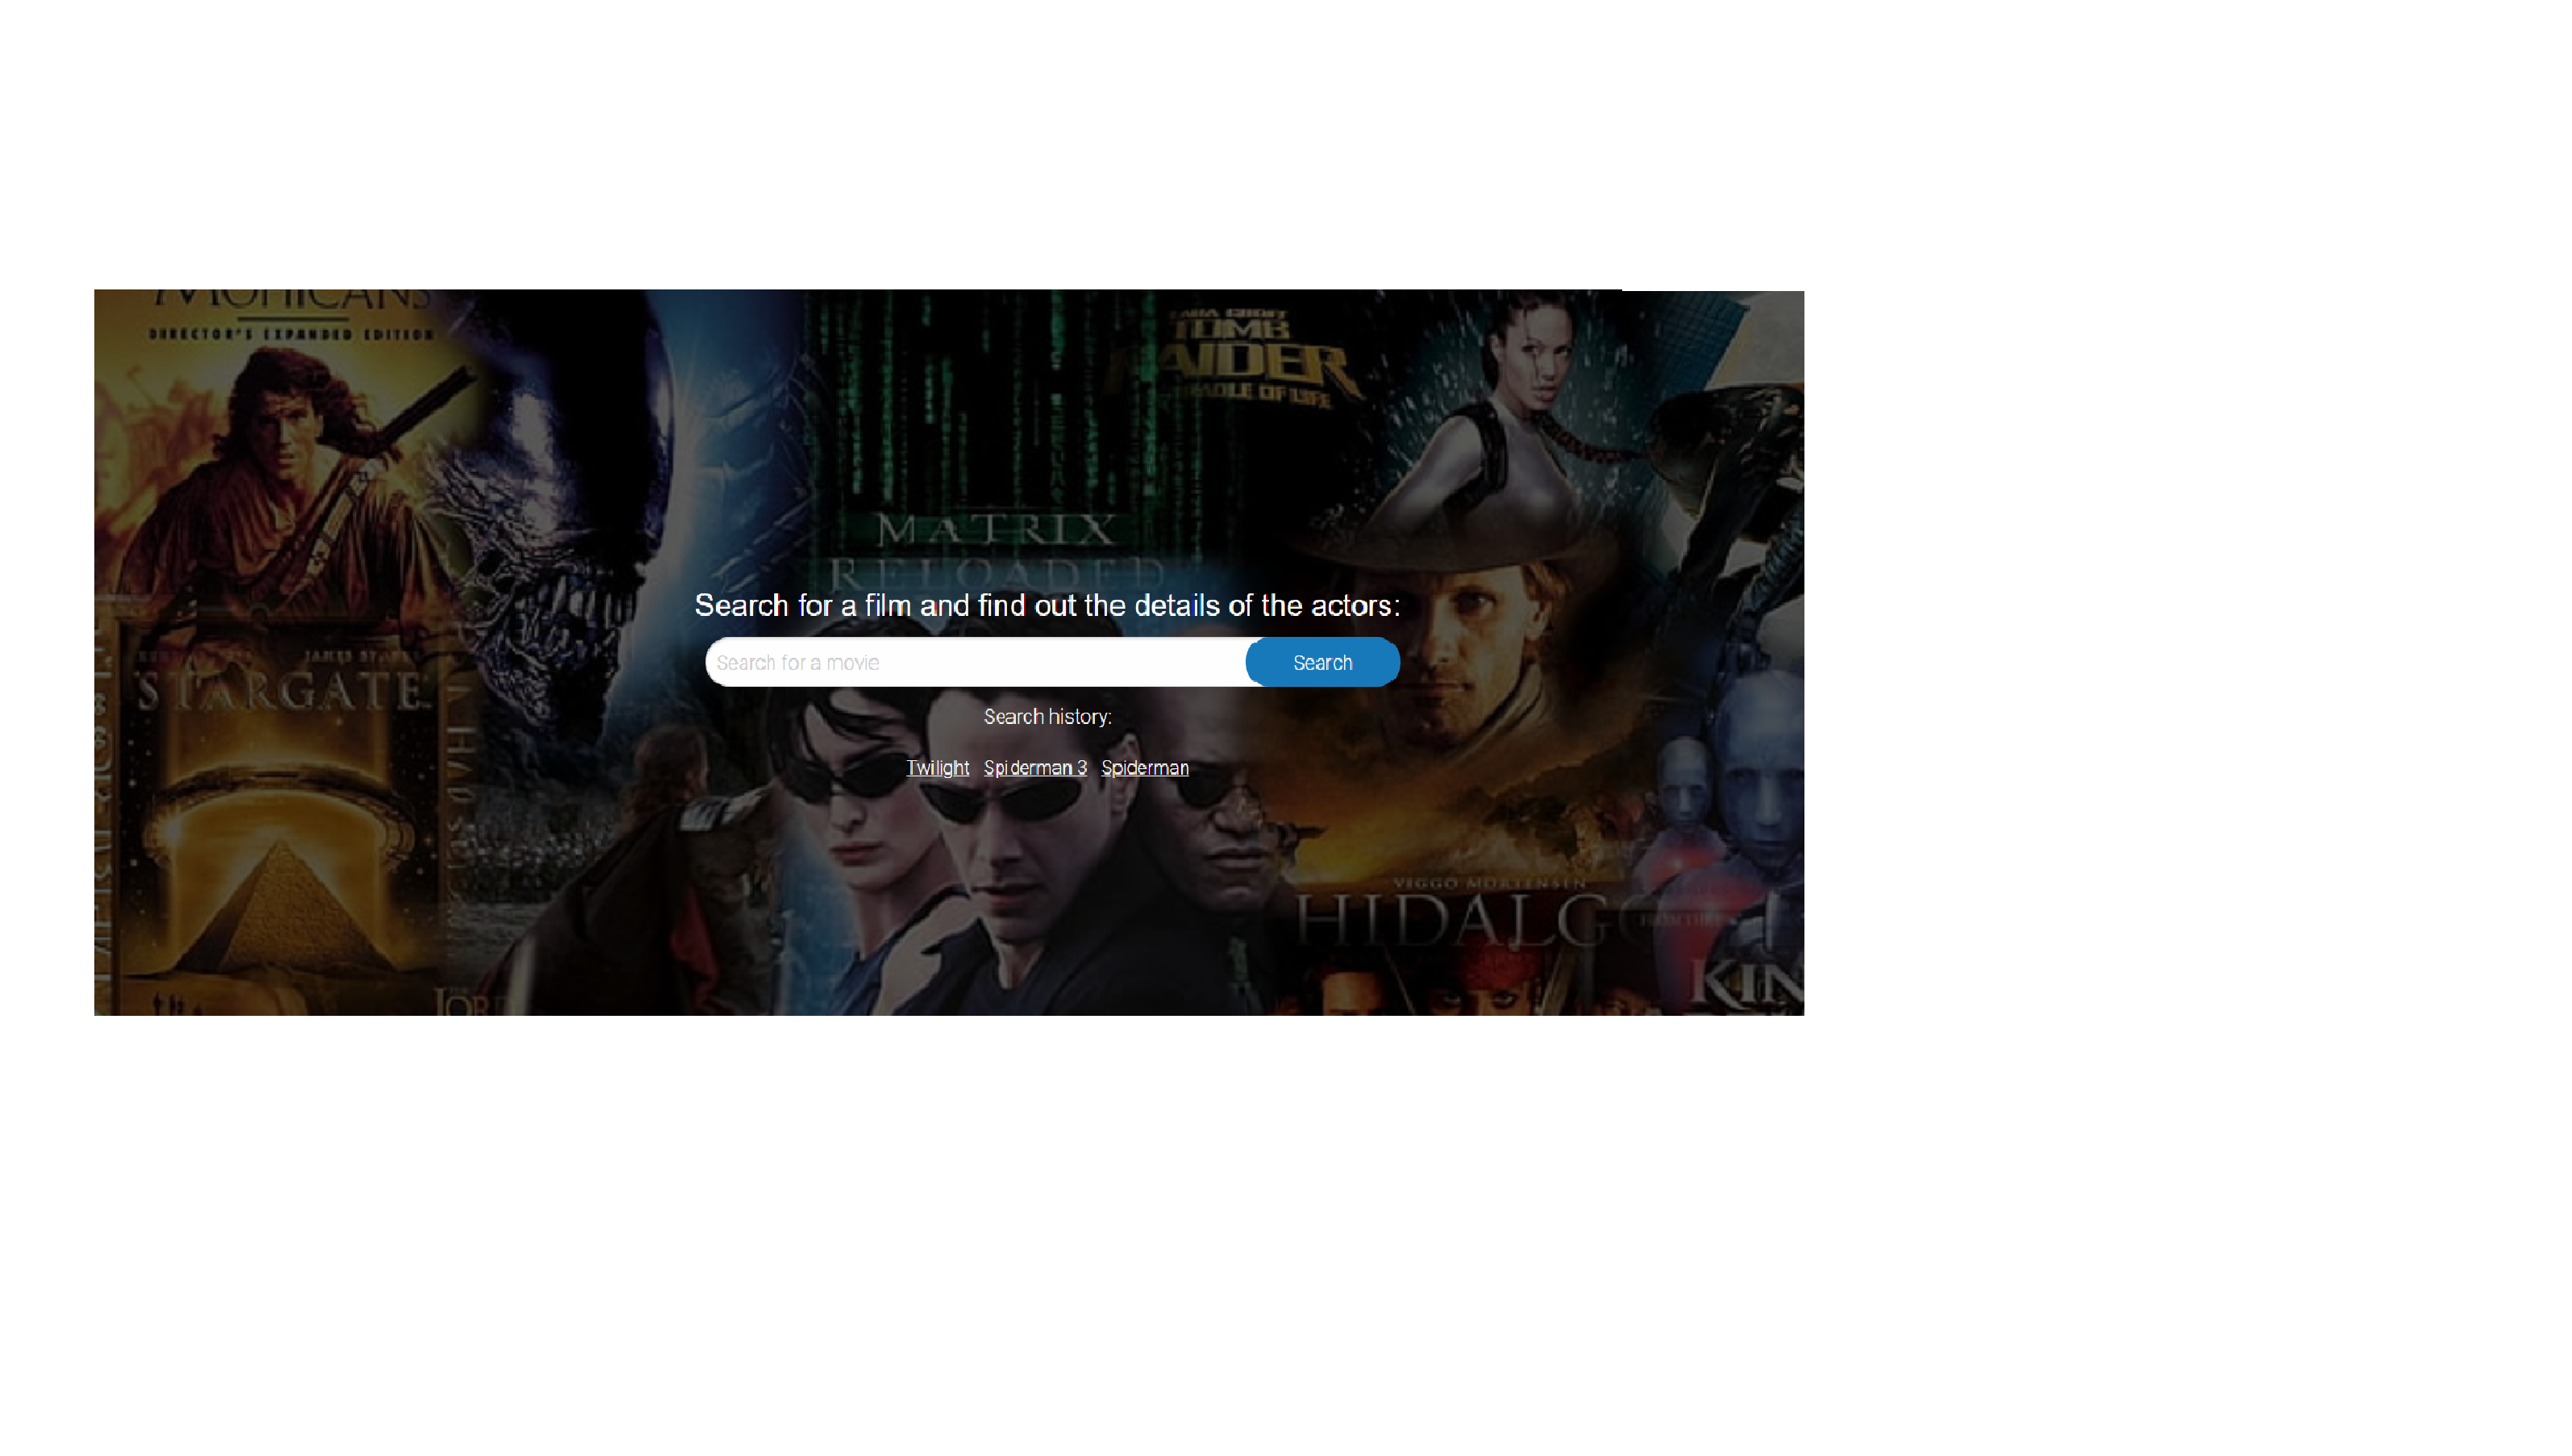 MOHICANS
DIRECTOR'S EXPANDED EDITION
TOMB
RAIDER
CRADLE OF LIFE
MATRIX
RELOADED
Search for a film and find out the details of the actors:
Search for a movie
Search
STARGATE
Search history:
Twilight Spiderman 3 Spiderman
VIGGO MORTENSEN
HIDALGO
KIN